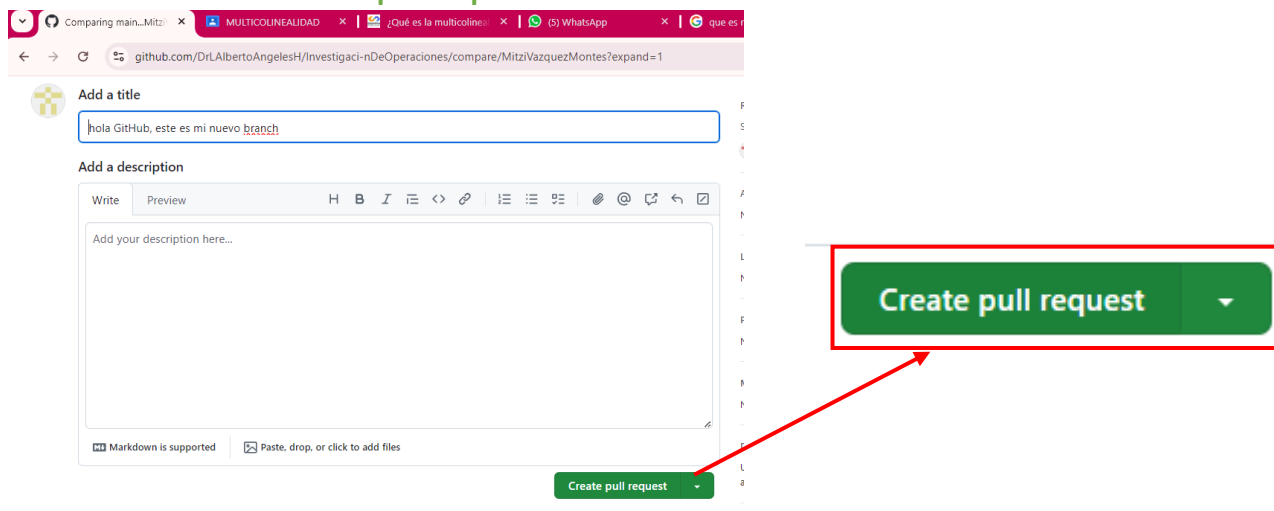 Comparing main...Mitzi
MULTICOLINEALIDAD
¿Qué es la multicolineal
(5) WhatsApp
que es
github.com/DrLAlbertoAngelesH/Investigaci-nDeOperaciones/compare/MitziVazquezMontes?expand=1
Add a title
hola GitHub, este es mi nuevo branch
Add a description
Write Preview
Add your description here...
Markdown is supported
Paste, drop, or click to add files
Create pull request
Create pull request